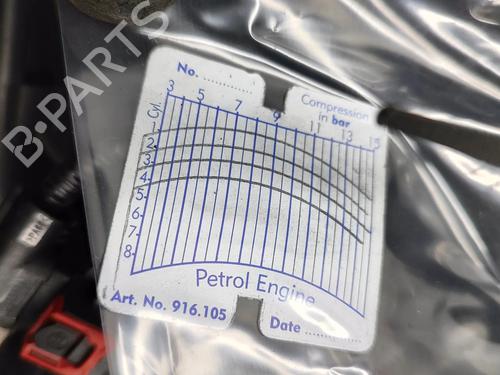 B-PARTS
No. ............
Compression
in bar
3 5 7 9 11 13 15
Cyl.
1
2
3
4
5
6
7
8
Petrol Engine
Art. No. 916.105
Date ..............